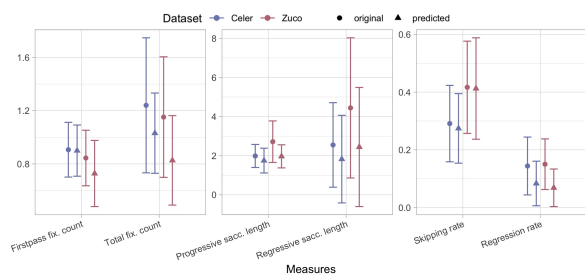 Dataset Celer Zuco original predicted
1.6
1.2
0.8
Firstpass fix. count
Total fix. count
8
6
4
2
0
Progressive sacc. length
Regressive sacc. length
0.6
0.4
0.2
0.0
Skipping rate
Regression rate
Measures